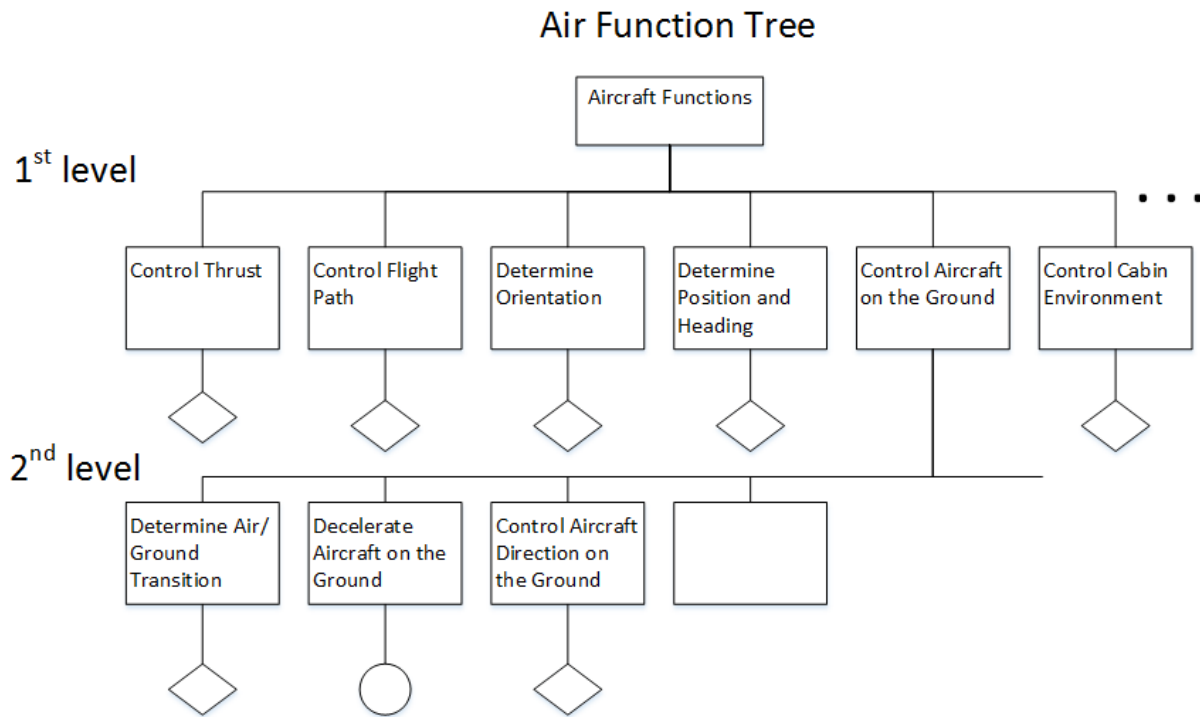 Air Function Tree
Aircraft Functions
1st level
. . .
Control Thrust
Control Flight
Path
Determine
Orientation
Determine
Position and
Heading
Control Aircraft
on the Ground
Control Cabin
Environment
2nd level
Determine Air/
Ground
Transition
Decelerate
Aircraft on the
Ground
Control Aircraft
Direction on
the Ground